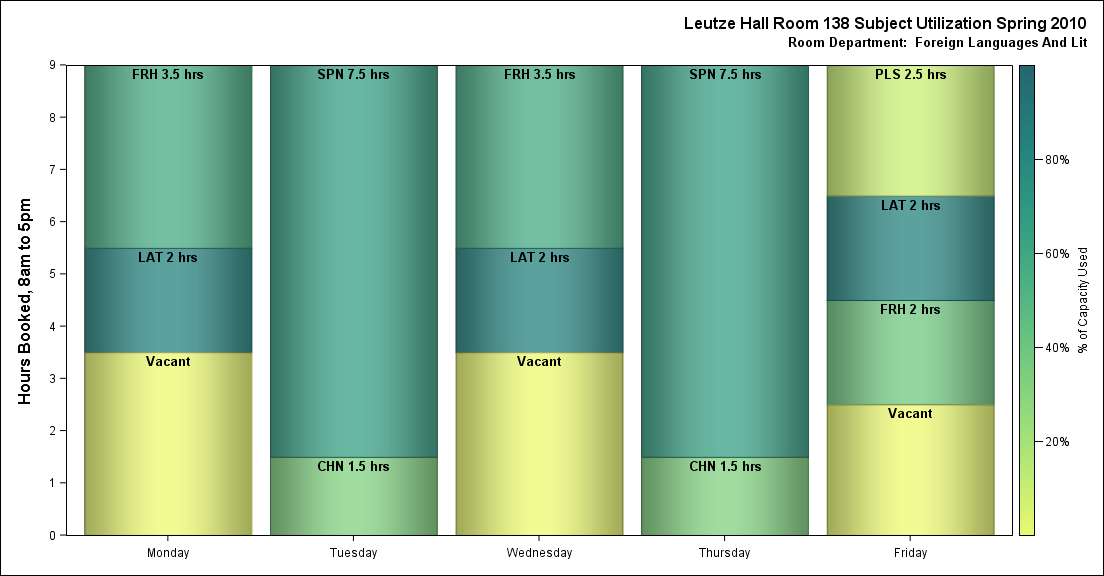 Leutze Hall Room 138 Subject Utilization Spring 2010
Room Department: Foreign Languages And Lit
Hours Booked, 8am to 5pm
9
8
7
6
5
4
3
2
1
0
FRH 3.5 hrs
LAT 2 hrs
Vacant
SPN 7.5 hrs
CHN 1.5 hrs
FRH 3.5 hrs
LAT 2 hrs
Vacant
SPN 7.5 hrs
CHN 1.5 hrs
PLS 2.5 hrs
LAT 2 hrs
FRH 2 hrs
Vacant
Monday
Tuesday
Wednesday
Thursday
Friday
80%
60%
40%
20%
% of Capacity Used